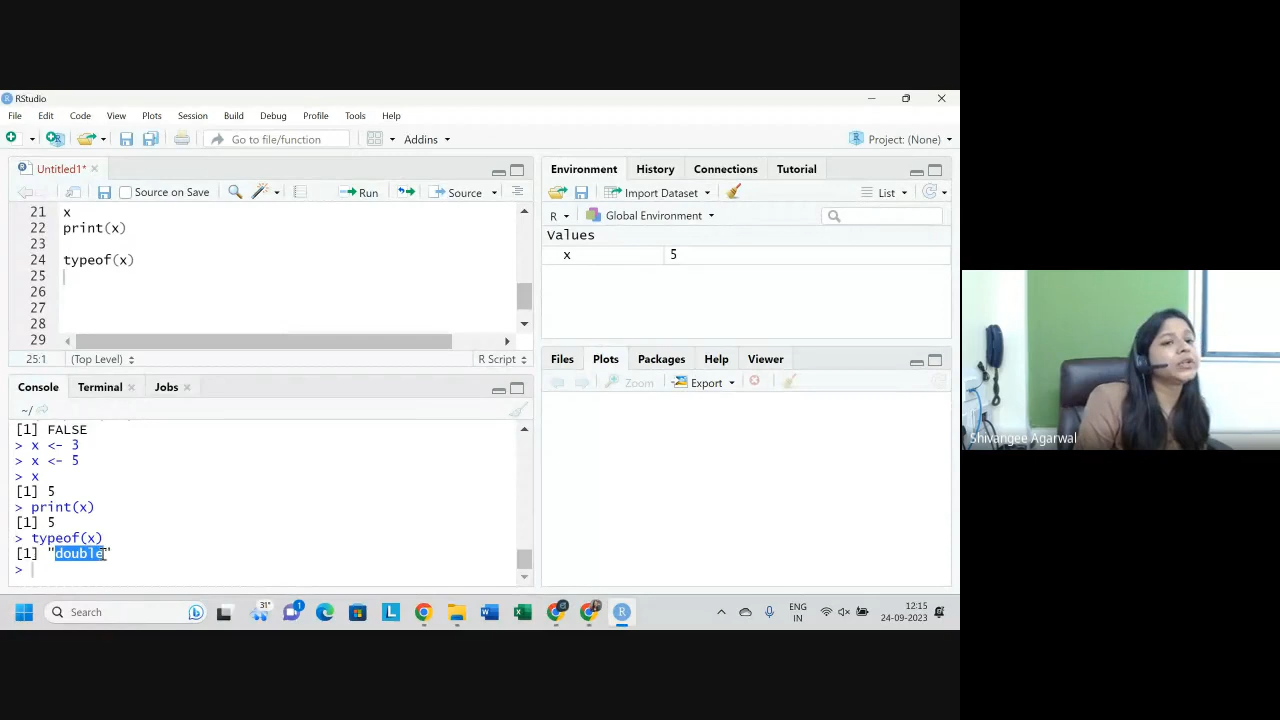 RStudio
File Edit Code View Plots Session Build Debug Profile Tools Help
Go to file/function Addins Project: (None)
Untitled1*
Source on Save Run Source
21 x
22 print(x)
23
24 typeof(x)
25
26
27
28
29
25:1 (Top Level) R Script
Console Terminal Jobs
~/
[1] FALSE
> x <- 3
> x <- 5
> x
[1] 5
> print(x)
[1] 5
> typeof(x)
[1] "double"
>
Environment History Connections Tutorial
Import Dataset List
R Global Environment
Values
x 5
Files Plots Packages Help Viewer
Zoom Export
Shivangee Agarwal
Search 31° 1 L W X R ENG 12:15
IN 24-09-2023